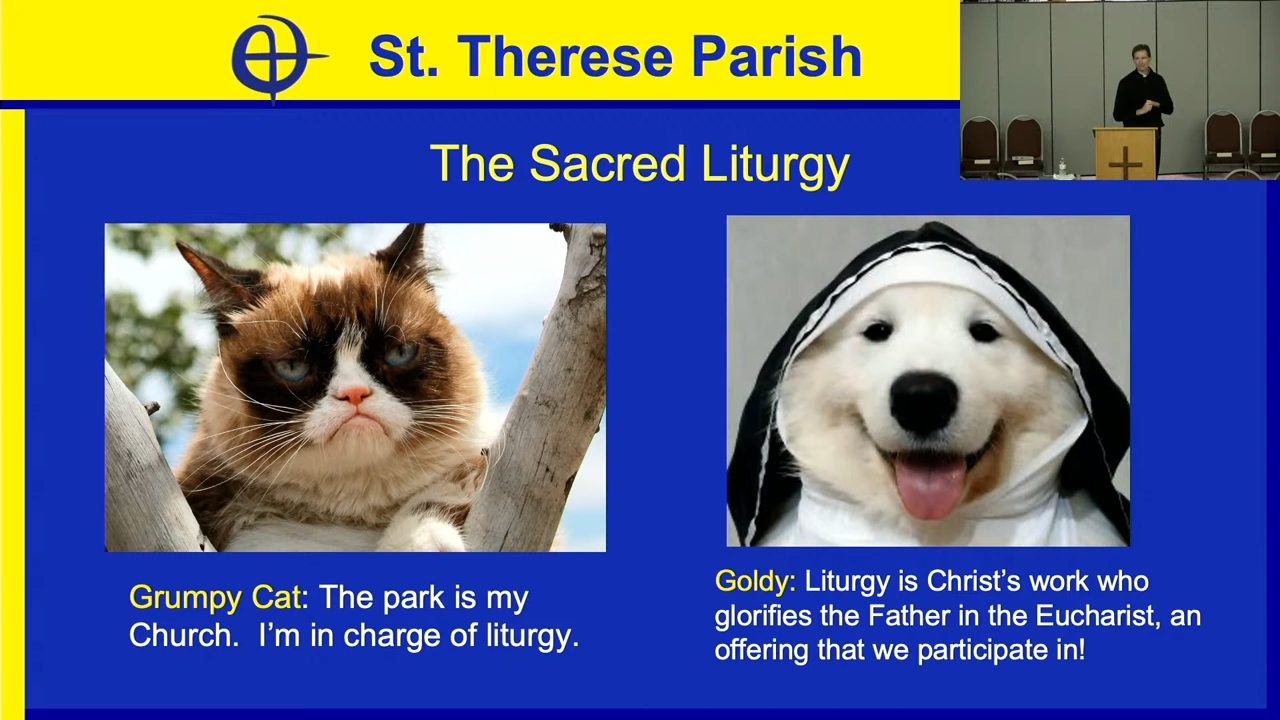 St. Therese Parish
The Sacred Liturgy
Grumpy Cat: The park is my
Church. I'm in charge of liturgy.
Goldy: Liturgy is Christ’s work who
glorifies the Father in the Eucharist, an
offering that we participate in!